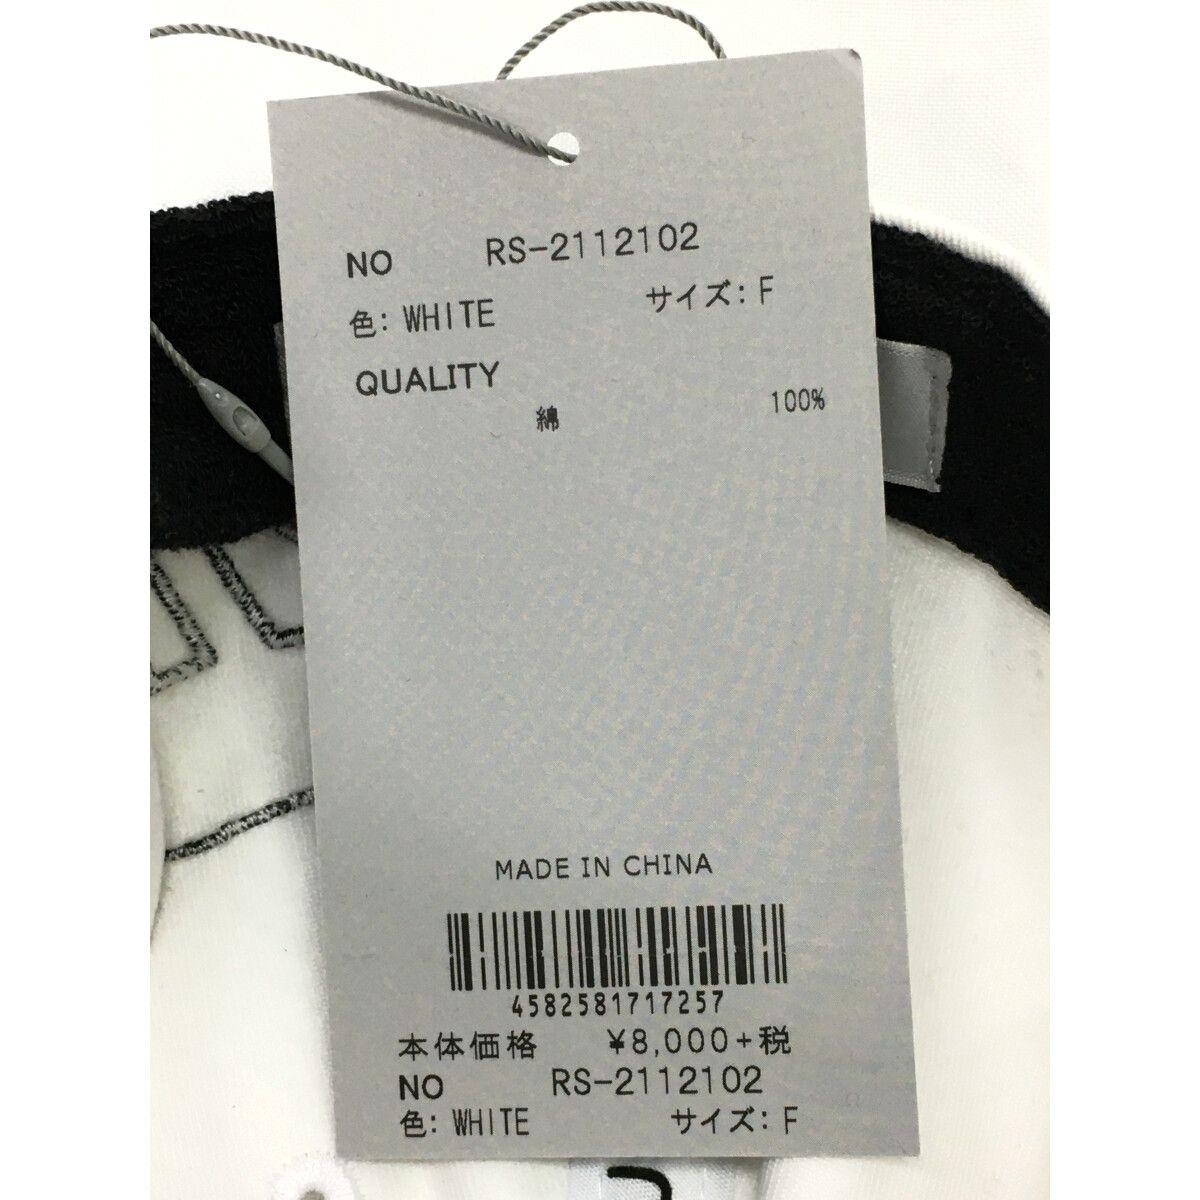 NO RS-2112102
色: WHITE サイズ: F
QUALITY
綿 100%
MADE IN CHINA
4582581717257
本体価格 ¥8,000+税
NO RS-2112102
色: WHITE サイズ: F